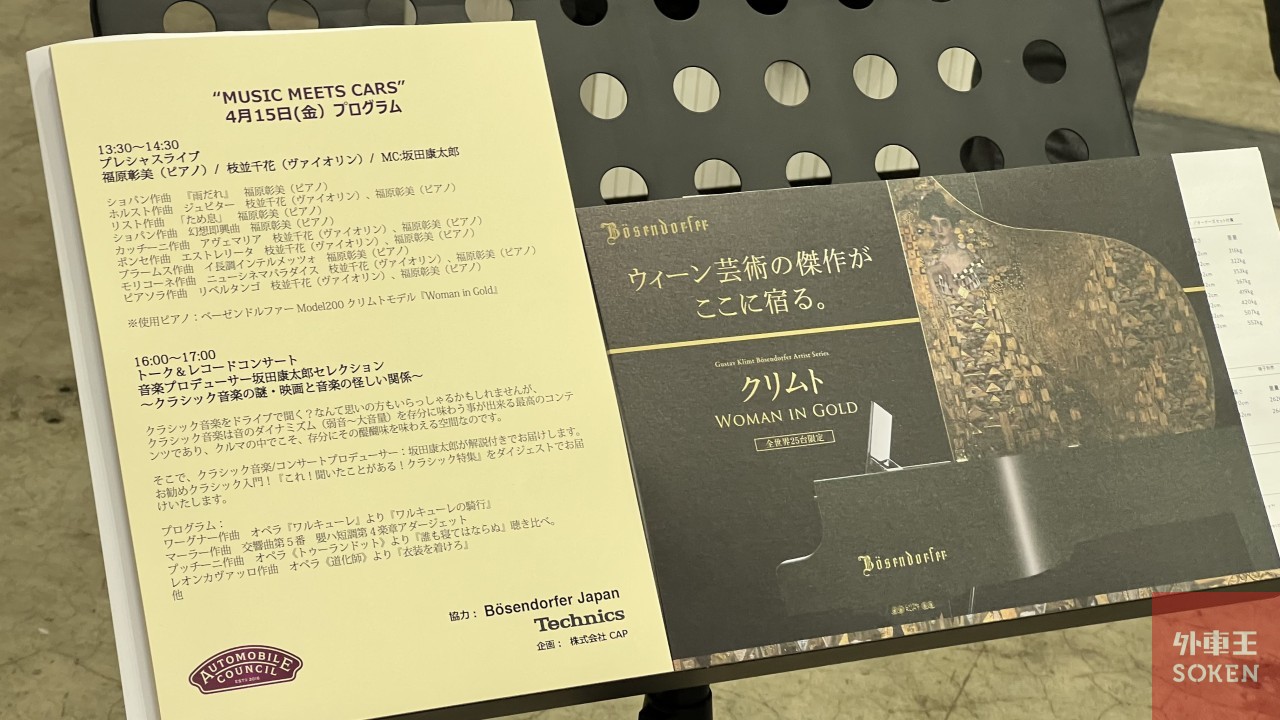 “MUSIC MEETS CARS”
4月15日(金）プログラム
13:30〜14:30
プレシャスライブ
福原彰美（ピアノ）/ 枝並千花（ヴァイオリン）/ MC:坂田康太郎
ショパン作曲　『雨だれ』　福原彰美（ピアノ）
ホルスト作曲　ジュピター　枝並千花（ヴァイオリン）、福原彰美（ピアノ）
リスト作曲　『ため息』　福原彰美（ピアノ）
ショパン作曲　幻想即興曲　福原彰美（ピアノ）
カッチーニ作曲　アヴェマリア　枝並千花（ヴァイオリン）、福原彰美（ピアノ）
ポンセ作曲　エストレリータ　枝並千花（ヴァイオリン）、福原彰美（ピアノ）
ブラームス作曲　イ長調インテルメッツォ　福原彰美（ピアノ）
モリコーネ作曲　ニューシネマパラダイス　枝並千花（ヴァイオリン）、福原彰美（ピアノ）
ピアソラ作曲　リベルタンゴ　枝並千花（ヴァイオリン）、福原彰美（ピアノ）
※使用ピアノ：ベーゼンドルファー Model200 クリムトモデル『Woman in Gold』
16:00〜17:00
トーク＆レコードコンサート
音楽プロデューサー坂田康太郎セレクション
〜クラシック音楽の謎・映画と音楽の怪しい関係〜
クラシック音楽をドライブで聞く？なんて思いの方もいらっしゃるかもしれませんが、
クラシック音楽は音のダイナミズム（弱音〜大音量）を存分に味わう事が出来る最高のコンテ
ンツであり、クルマの中でこそ、存分にその醍醐味を味わえる空間なのです。
そこで、クラシック音楽/コンサートプロデューサー：坂田康太郎が解説付きでお届けします。
お勧めクラシック入門！『これ！聞いたことがある！クラシック特集』をダイジェストでお届
けいたします。
プログラム：
ワーグナー作曲　オペラ『ワルキューレ』より『ワルキューレの騎行』
マーラー作曲　交響曲第５番　嬰ハ短調第４楽章アダージェット
プッチーニ作曲　オペラ《トゥーランドット》より『誰も寝てはならぬ』聴き比べ。
レオンカヴァッロ作曲　オペラ《道化師》より『衣装を着けろ』
他
協力： Bösendorfer Japan
Technics
企画： 株式会社 CAP
AUTOMOBILE
COUNCIL
ESTD 2016
Bösendorfer
ウィーン芸術の傑作が
ここに宿る。
Gustav Klimt Bösendorfer Artist Series
クリムト
WOMAN IN GOLD
全世界25台限定
Bösendorfer
外車王
SOKEN